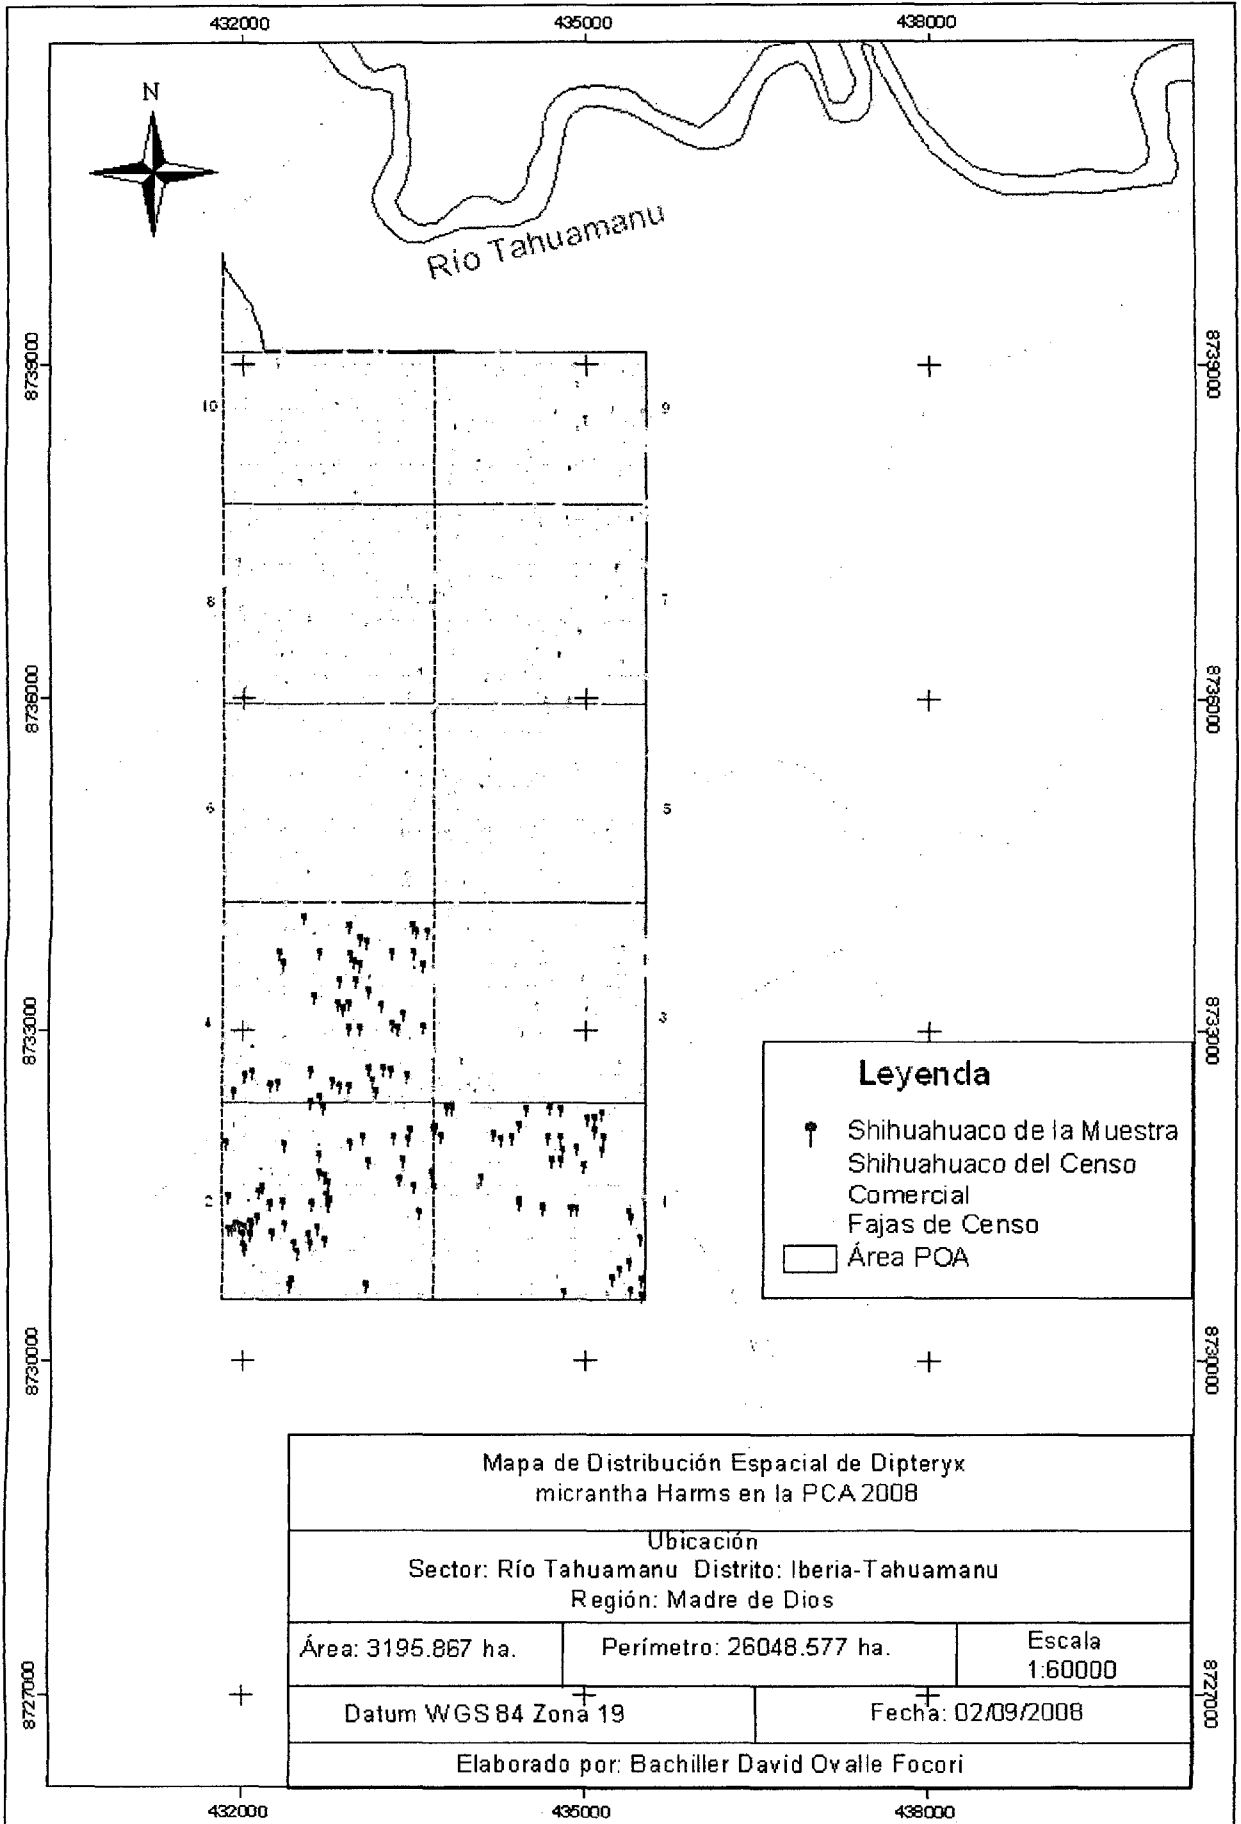 432000
435000
438000
N
Río Tahuamanu
8739000
8739000
10
9
8
7
8736000
8736000
6
5
4
3
8733000
8733000
Leyenda
Shihuahuaco de la Muestra
Shihuahuaco del Censo
Comercial
Fajas de Censo
Área POA
2
1
8730000
8730000
Mapa de Distribución Espacial de Dipteryx
micrantha Harms en la PCA 2008
Ubicación
Sector: Río Tahuamanu Distrito: Iberia-Tahuamanu
Región: Madre de Dios
Área: 3195.867 ha.
Perímetro: 26048.577 ha.
Escala
1:60000
8727000
8727000
Datum WGS 84 Zona 19
Fecha: 02/09/2008
Elaborado por: Bachiller David Ovalle Focori
432000
435000
438000